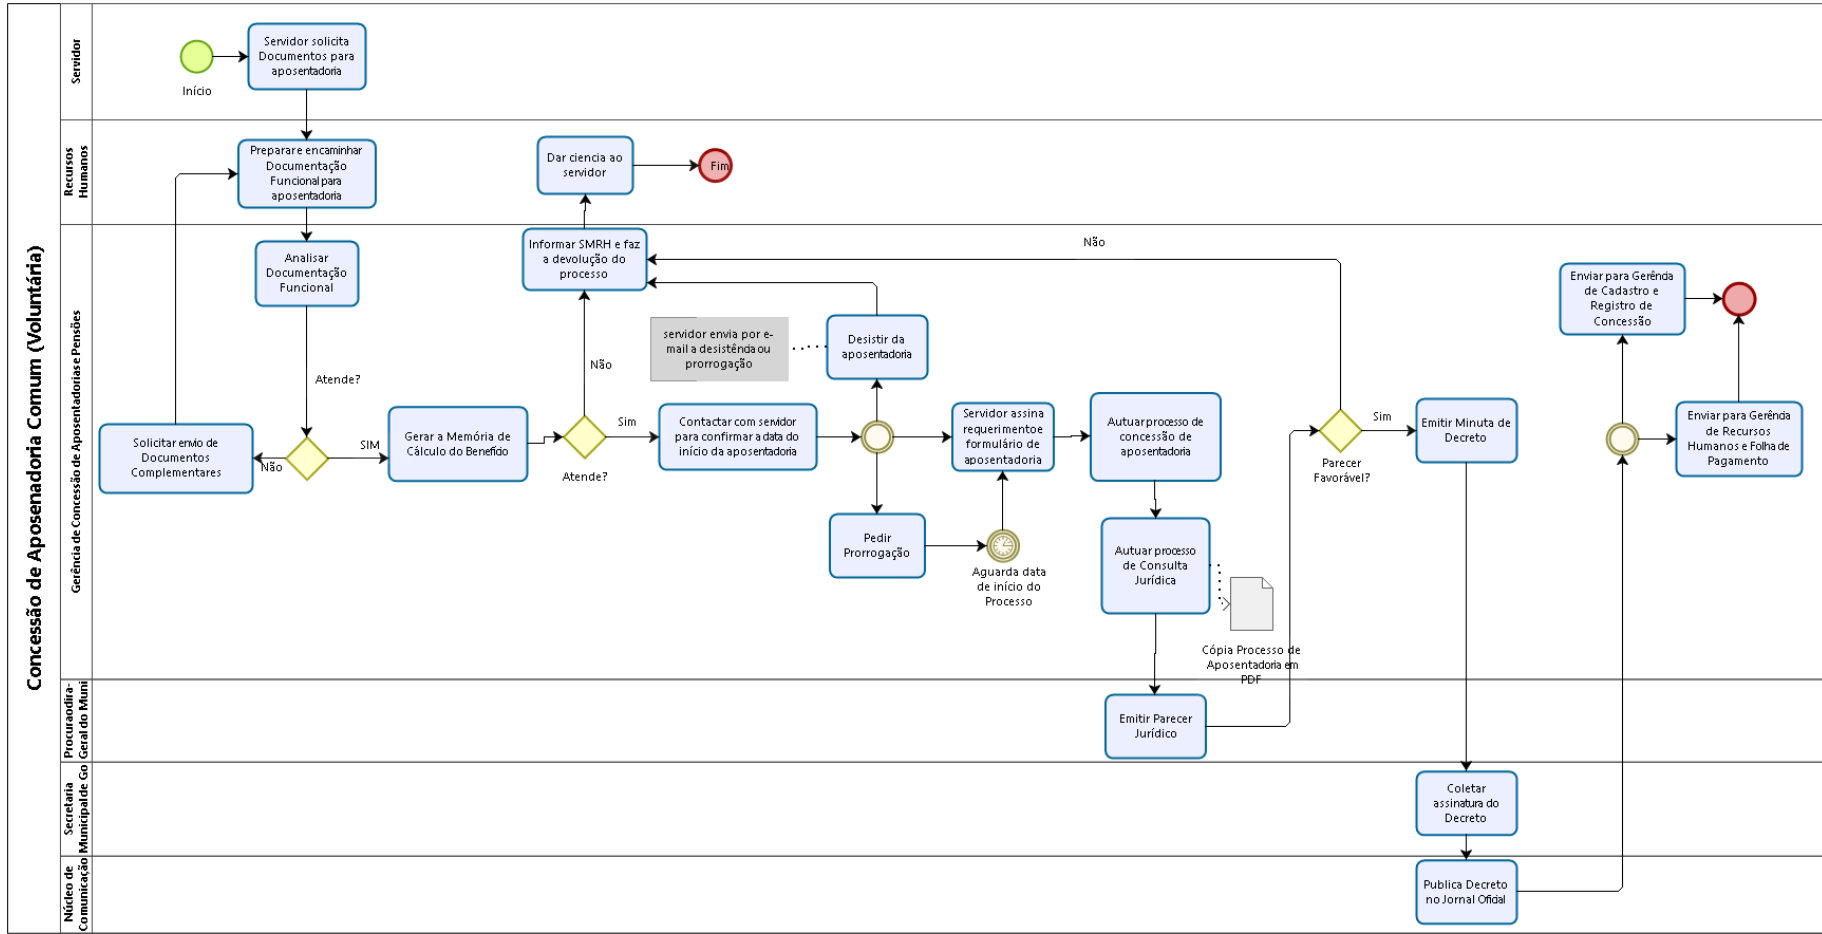 Concessão de Aposenadoria Comum (Voluntária)
Servidor
Início
Servidor solicita
Documentos para
aposentadoria
Recursos
Humanos
Preparar e encaminhar
Documentação
Funcional para
aposentadoria
Dar ciencia ao
servidor
Fim
Gerência de Concessão de Aposentadorias e Pensões
Analisar
Documentação
Funcional
Atende?
Solicitar envio de
Documentos
Complementares
Não
SIM
Gerar a Memória de
Cálculo do Benefício
Informar SMRH e faz
a devolução do
processo
Não
Atende?
Sim
Contactar com servidor
para confirmar a data do
início da aposentadoria
servidor envia por e-
mail a desistência ou
prorrogação
Desistir da
aposentadoria
Pedir
Prorrogação
Aguarda data
de início do
Processo
Servidor assina
requerimento e
formulário de
aposentadoria
Autuar processo de
concessão de
aposentadoria
Autuar processo
de Consulta
Jurídica
Cópia Processo de
Aposentadoria em
PDF
Não
Parecer
Favorável?
Sim
Emitir Minuta de
Decreto
Enviar para Gerência
de Cadastro e
Registro de
Concessão
Enviar para Gerência
de Recursos
Humanos e Folha de
Pagamento
Procuraodira-
Geral do Muni
Emitir Parecer
Jurídico
Secretaria
Municipal de Go
Coletar
assinatura do
Decreto
Núcleo de
Comunicação
Publica Decreto
no Jornal Oficial